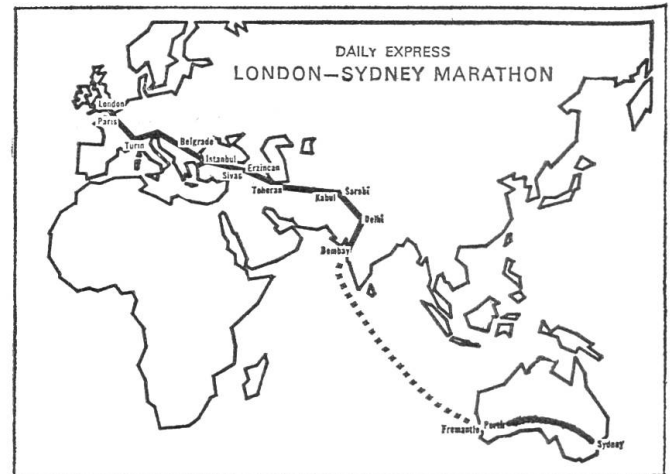 DAILY EXPRESS
LONDON—SYDNEY MARATHON
London
Paris
Turin
Belgrade
Istanbul
Sivas
Erzincan
Teheran
Kabul
Sarobi
Delhi
Bombay
Fremantle
Perth
Sydney